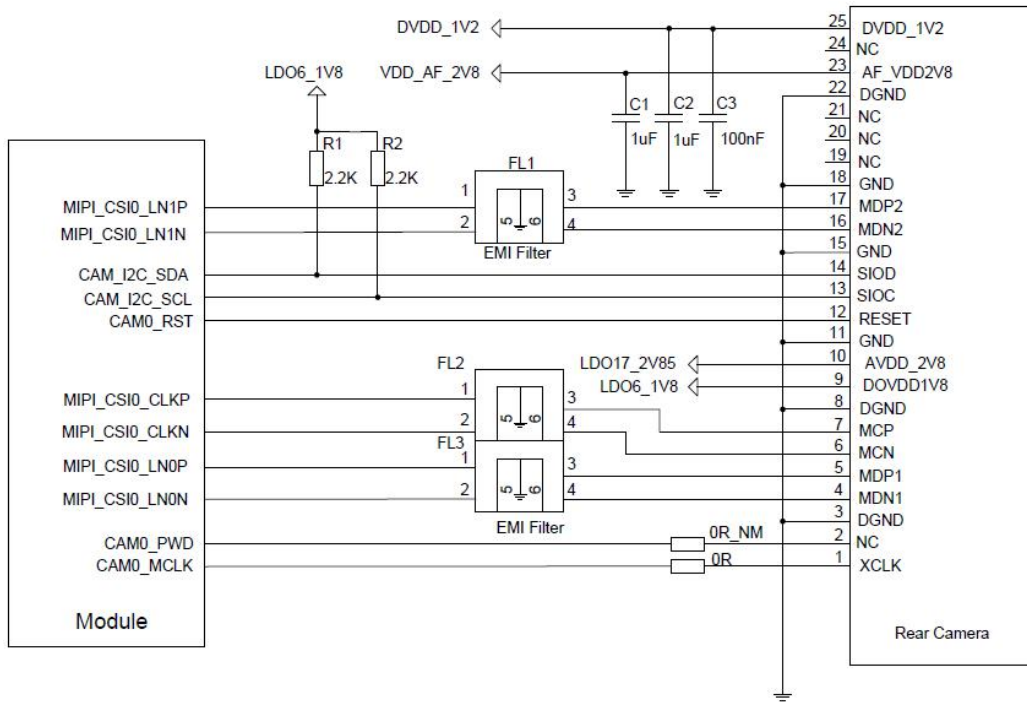 DVDD_1V2
25
DVDD_1V2
24
NC
LDO6_1V8
VDD_AF_2V8
23
AF_VDD2V8
22
DGND
C1
C2
C3
21
NC
1uF
1uF
100nF
20
NC
R1
R2
19
NC
2.2K
2.2K
FL1
18
GND
MIPI_CSI0_LN1P
1
3
17
MDP2
MIPI_CSI0_LN1N
2
5
6
4
16
MDN2
EMI Filter
15
GND
CAM_I2C_SDA
14
SIOD
CAM_I2C_SCL
13
SIOC
CAM0_RST
12
RESET
11
GND
FL2
LDO17_2V85
10
AVDD_2V8
LDO6_1V8
9
DOVDD1V8
MIPI_CSI0_CLKP
1
3
8
DGND
MIPI_CSI0_CLKN
2
5
6
4
7
MCP
FL3
6
MCN
MIPI_CSI0_LN0P
1
3
5
MDP1
MIPI_CSI0_LN0N
2
5
6
4
4
MDN1
EMI Filter
3
DGND
CAM0_PWD
0R_NM
2
NC
CAM0_MCLK
0R
1
XCLK
Module
Rear Camera